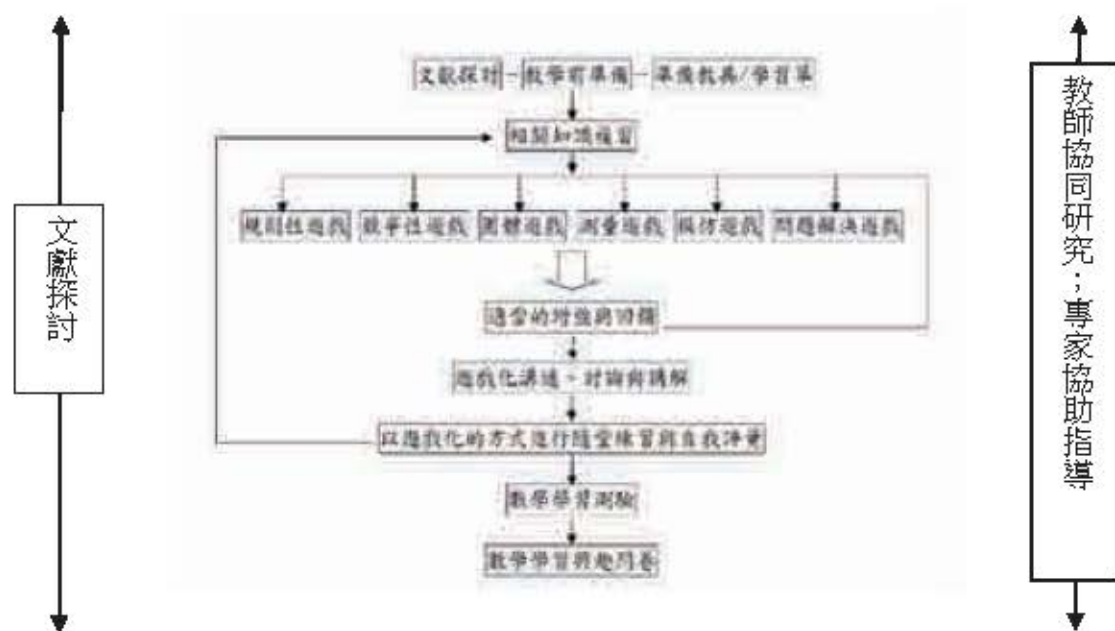 文獻探討
文獻探討 教學前準備 準備教具/學習單
相關知識複習
規則性遊戲 競爭性遊戲 團體遊戲 測量遊戲 模仿遊戲 問題解決遊戲
適當的增強與回饋
遊戲化溝通、討論與講解
以遊戲化的方式進行隨堂練習與自我評量
數學學習測驗
數學學習興趣問卷
教師協同研究；專家協助指導